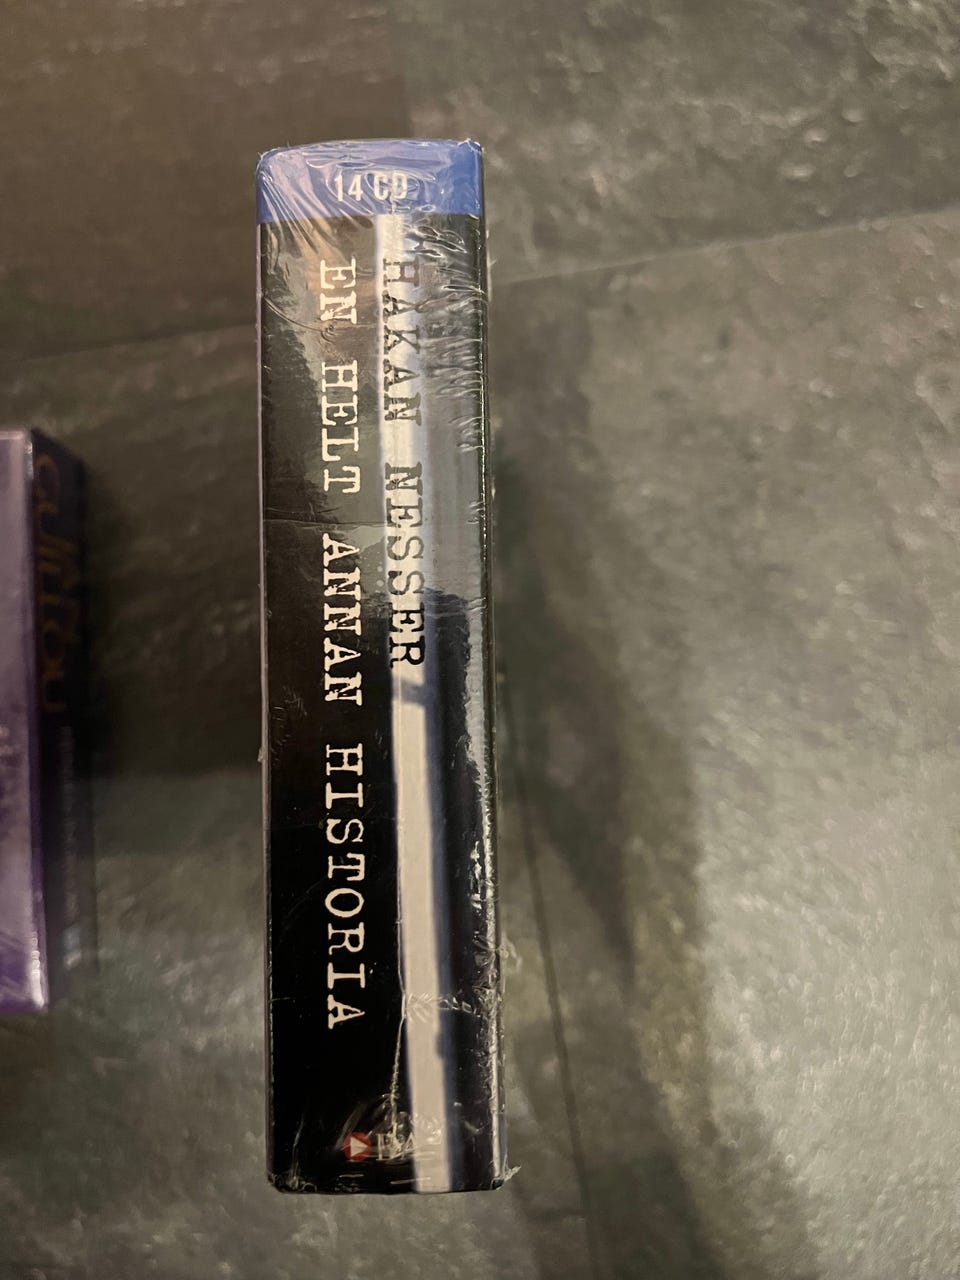 14 CD
HÅKAN NESSER
EN HELT ANNAN HISTORIA